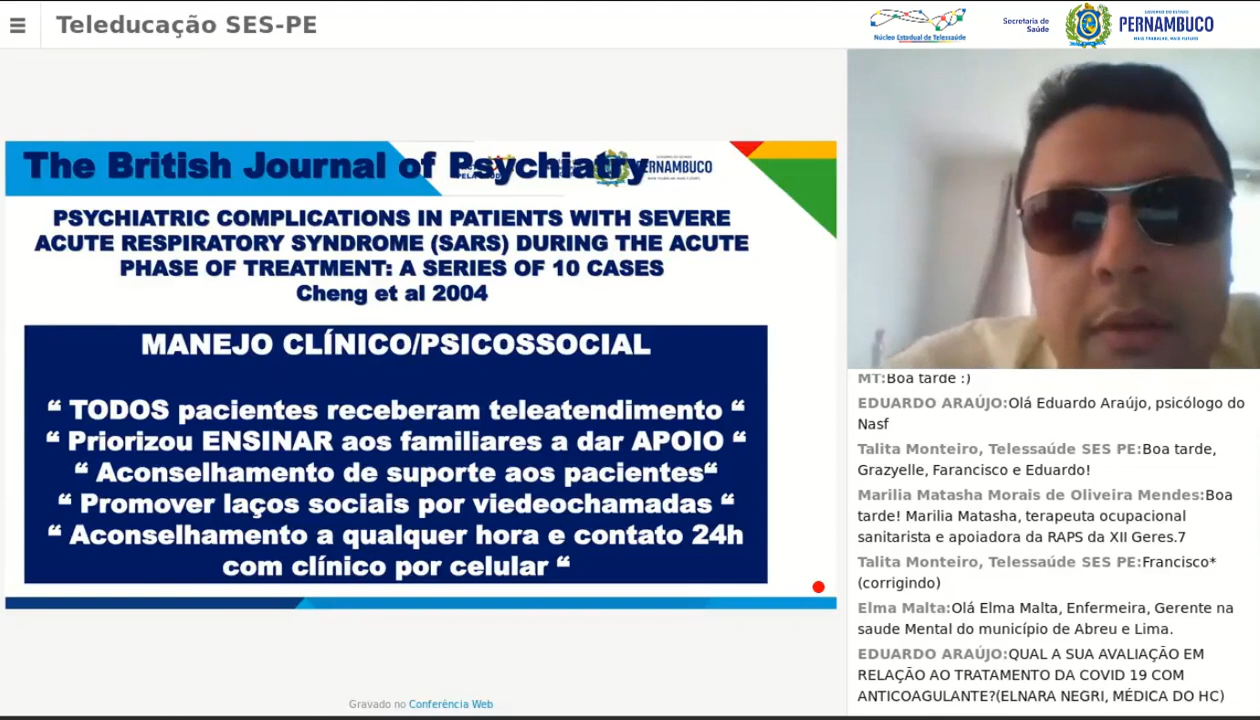 Teleducação SES-PE
Núcleo Estadual de Telessaúde
Secretaria de
Saúde
GOVERNO DO ESTADO
PERNAMBUCO
MAIS TRABALHO, MAIS FUTURO
The British Journal of Psychiatry
PERNAMBUCO
PSYCHIATRIC COMPLICATIONS IN PATIENTS WITH SEVERE
ACUTE RESPIRATORY SYNDROME (SARS) DURING THE ACUTE
PHASE OF TREATMENT: A SERIES OF 10 CASES
Cheng et al 2004
MANEJO CLÍNICO/PSICOSSOCIAL
“ TODOS pacientes receberam teleatendimento “
“ Priorizou ENSINAR aos familiares a dar APOIO “
“ Aconselhamento de suporte aos pacientes“
“ Promover laços sociais por viedeochamadas “
“ Aconselhamento a qualquer hora e contato 24h
com clínico por celular “
Gravado no Conferência Web
MT:Boa tarde :)
EDUARDO ARAÚJO:Olá Eduardo Araújo, psicólogo do
Nasf
Talita Monteiro, Telessaúde SES PE:Boa tarde,
Grazyelle, Farancisco e Eduardo!
Marilia Matasha Morais de Oliveira Mendes:Boa
tarde! Marilia Matasha, terapeuta ocupacional
sanitarista e apoiadora da RAPS da XII Geres.7
Talita Monteiro, Telessaúde SES PE:Francisco*
(corrigindo)
Elma Malta:Olá Elma Malta, Enfermeira, Gerente na
saude Mental do município de Abreu e Lima.
EDUARDO ARAÚJO:QUAL A SUA AVALIAÇÃO EM
RELAÇÃO AO TRATAMENTO DA COVID 19 COM
ANTICOAGULANTE?(ELNARA NEGRI, MÉDICA DO HC)